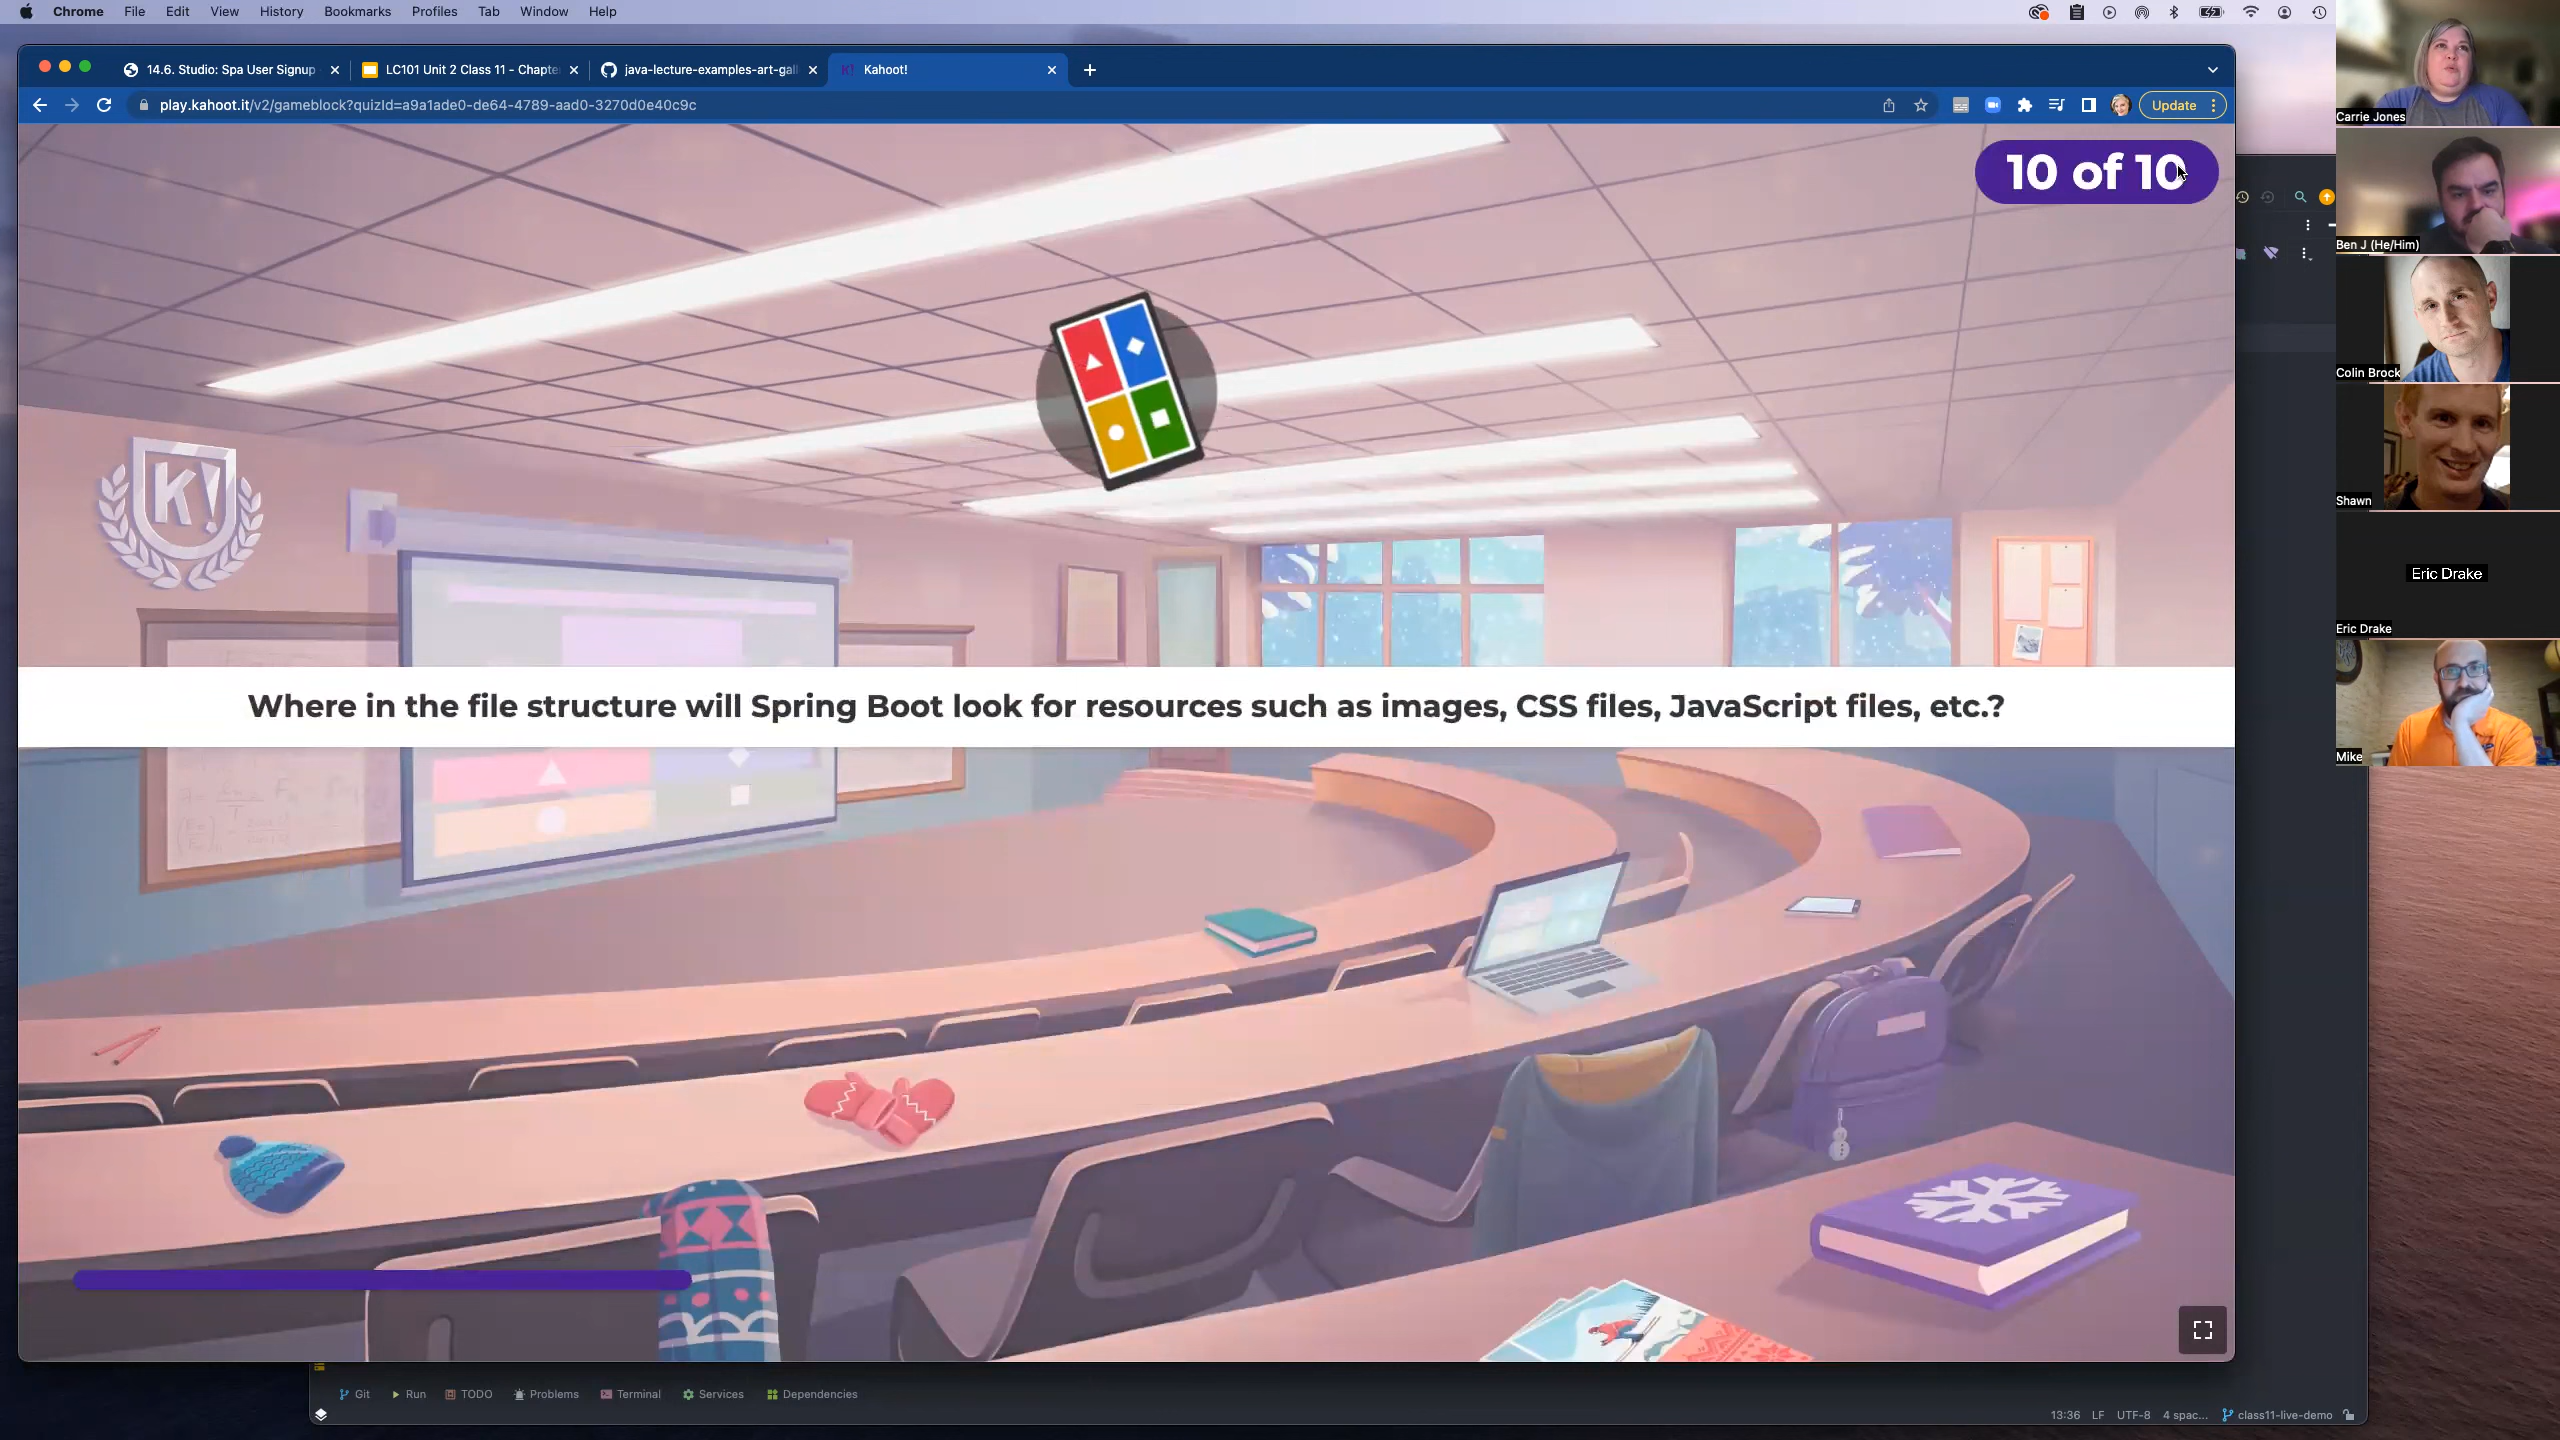 Chrome File Edit View History Bookmarks Profiles Tab Window Help
14.6. Studio: Spa User Signup
LC101 Unit 2 Class 11 - Chapte
java-lecture-examples-art-gall
Kahoot!
play.kahoot.it/v2/gameblock?quizId=a9a1ade0-de64-4789-aad0-3270d0e40c9c
Update
10 of 10
K!
Where in the file structure will Spring Boot look for resources such as images, CSS files, JavaScript files, etc.?
Carrie Jones
Ben J (He/Him)
Colin Brock
Shawn
Eric Drake
Eric Drake
Mike
Git Run TODO Problems Terminal Services Dependencies
13:36 LF UTF-8 4 spac... class11-live-demo